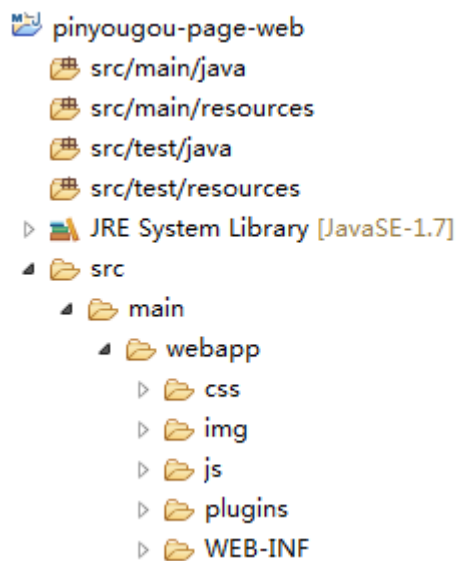 pinyougou-page-web
src/main/java
src/main/resources
src/test/java
src/test/resources
JRE System Library [JavaSE-1.7]
src
main
webapp
css
img
js
plugins
WEB-INF